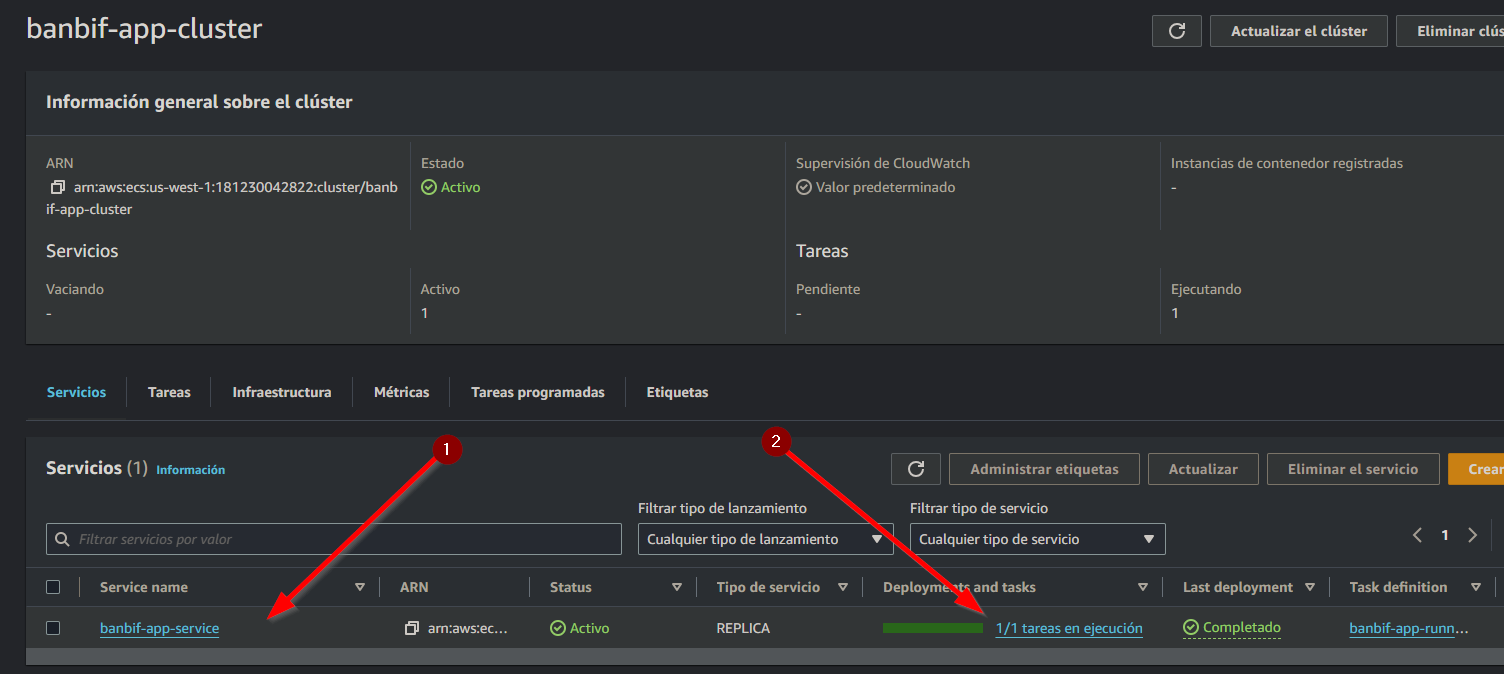 banbif-app-cluster
Actualizar el clúster
Eliminar clús
Información general sobre el clúster
ARN
arn:aws:ecs:us-west-1:181230042822:cluster/banb
if-app-cluster
Estado
Activo
Supervisión de CloudWatch
Valor predeterminado
Instancias de contenedor registradas
-
Servicios
Tareas
Vaciando
-
Activo
1
Pendiente
-
Ejecutando
1
Servicios
Tareas
Infraestructura
Métricas
Tareas programadas
Etiquetas
1
2
Servicios (1) Información
Administrar etiquetas
Actualizar
Eliminar el servicio
Crear
Filtrar tipo de lanzamiento
Filtrar tipo de servicio
Filtrar servicios por valor
Cualquier tipo de lanzamiento
Cualquier tipo de servicio
1
Service name
ARN
Status
Tipo de servicio
Deployments and tasks
Last deployment
Task definition
banbif-app-service
arn:aws:ec...
Activo
REPLICA
1/1 tareas en ejecución
Completado
banbif-app-runn...